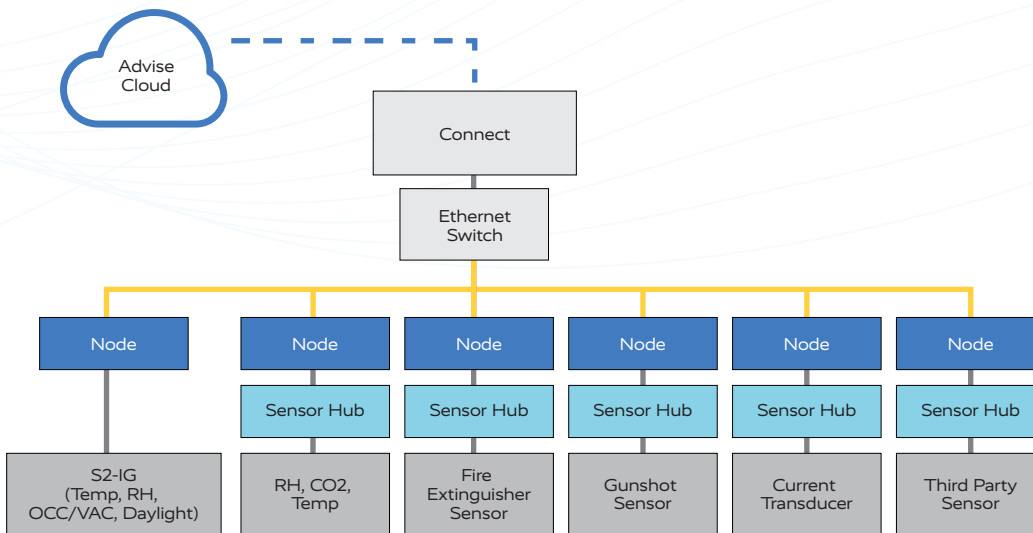 Advise
Cloud
Connect
Ethernet
Switch
Node
Node
Node
Node
Node
Node
Sensor Hub
Sensor Hub
Sensor Hub
Sensor Hub
Sensor Hub
S2-IG
(Temp, RH,
OCC/VAC, Daylight)
RH, CO2,
Temp
Fire
Extinguisher
Sensor
Gunshot
Sensor
Current
Transducer
Third Party
Sensor